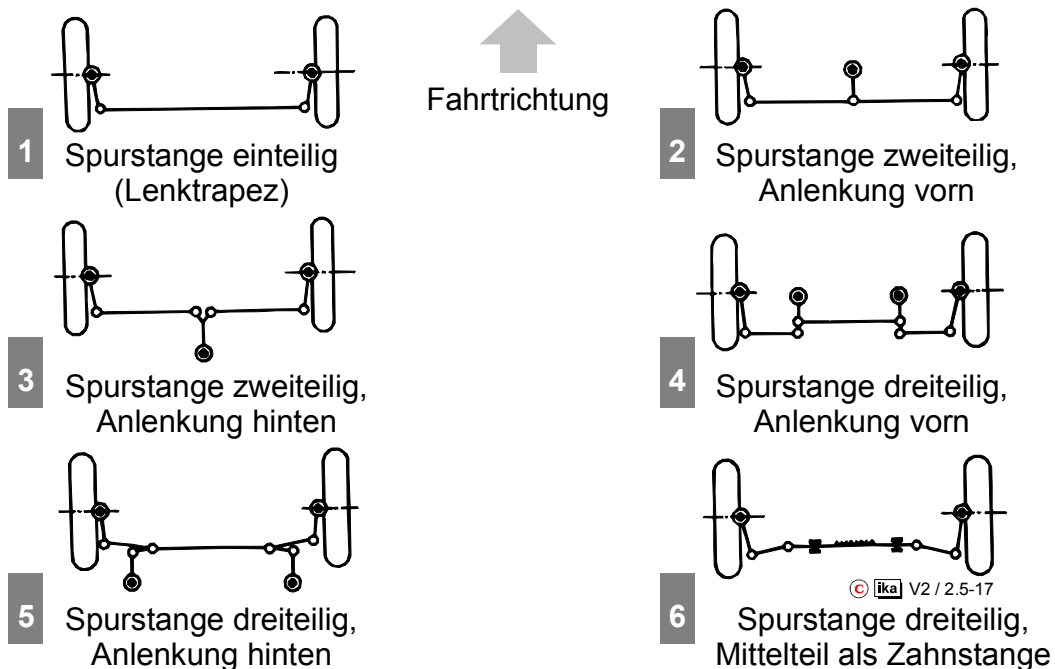 Fahrtrichtung
1
Spurstange einteilig
(Lenktrapez)
2
Spurstange zweiteilig,
Anlenkung vorn
3
Spurstange zweiteilig,
Anlenkung hinten
4
Spurstange dreiteilig,
Anlenkung vorn
5
Spurstange dreiteilig,
Anlenkung hinten
© ika V2 / 2.5-17
6
Spurstange dreiteilig,
Mittelteil als Zahnstange